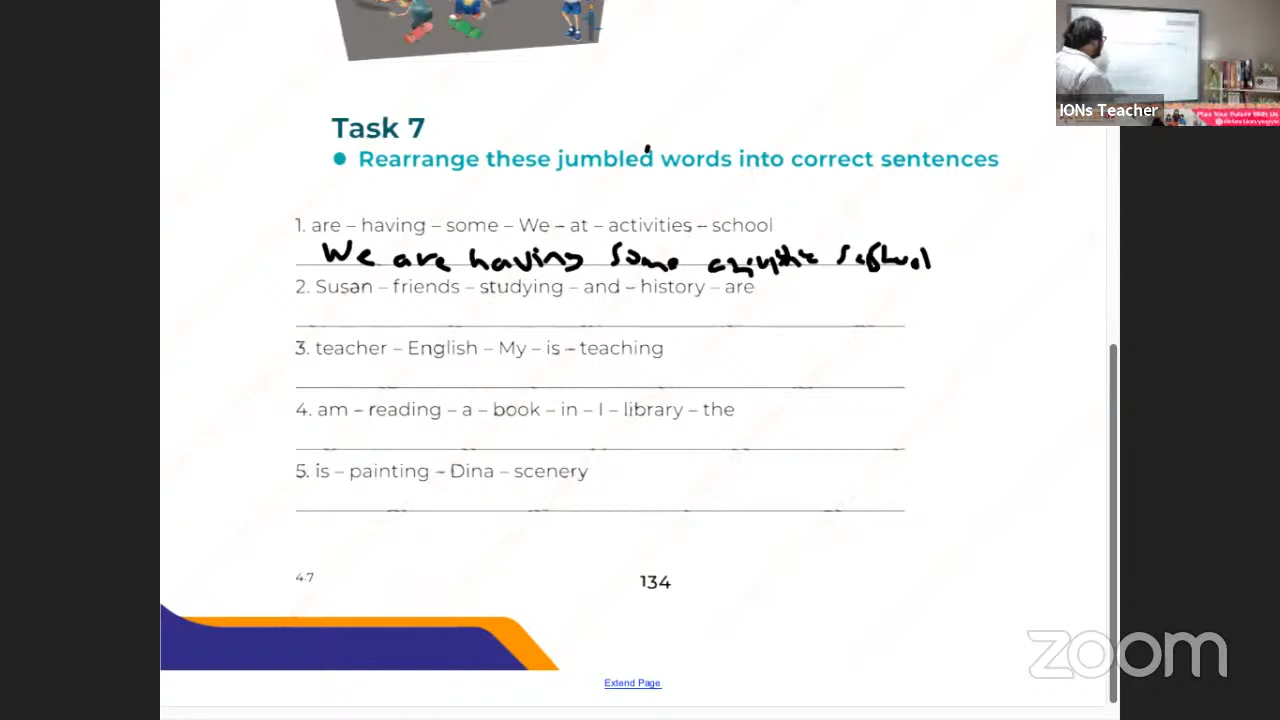 IONs Teacher
Task 7
● Rearrange these jumbled words into correct sentences
1. are – having – some – We – at – activities – school
We are having some
2. Susan – friends – studying – and – history – are
3. teacher – English – My – is – teaching
4. am – reading – a – book – in – I – library – the
5. is – painting – Dina – scenery
4.7
134
zoom
Extend Page